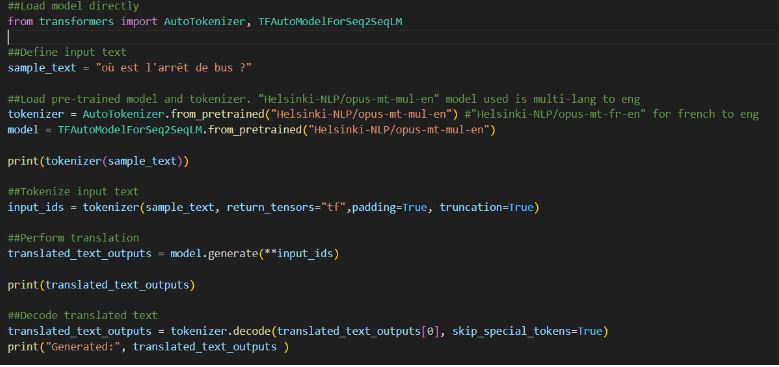 ##Load model directly
from transformers import AutoTokenizer, TFAutoModelForSeq2SeqLM
##Define input text
sample_text = "où est l'arrêt de bus ?"
##Load pre-trained model and tokenizer. "Helsinki-NLP/opus-mt-mul-en" model used is multi-lang to eng
tokenizer = AutoTokenizer.from_pretrained("Helsinki-NLP/opus-mt-mul-en") #"Helsinki-NLP/opus-mt-fr-en" for french to eng
model = TFAutoModelForSeq2SeqLM.from_pretrained("Helsinki-NLP/opus-mt-mul-en")
print(tokenizer(sample_text))
##Tokenize input text
input_ids = tokenizer(sample_text, return_tensors="tf",padding=True, truncation=True)
##Perform translation
translated_text_outputs = model.generate(**input_ids)
print(translated_text_outputs)
##Decode translated text
translated_text_outputs = tokenizer.decode(translated_text_outputs[0], skip_special_tokens=True)
print("Generated:", translated_text_outputs )